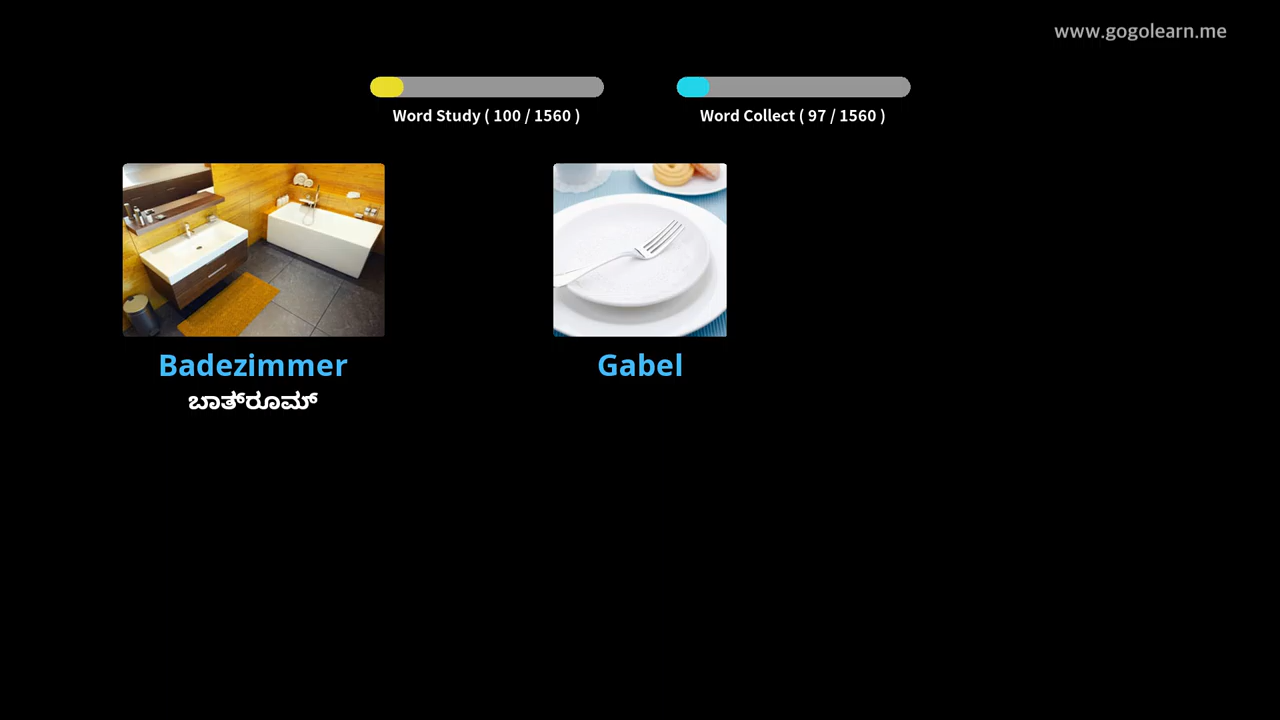 www.gogolearn.me
Word Study ( 100 / 1560 )
Word Collect ( 97 / 1560 )
Badezimmer
ಬಾತ್‌ರೂಮ್
Gabel